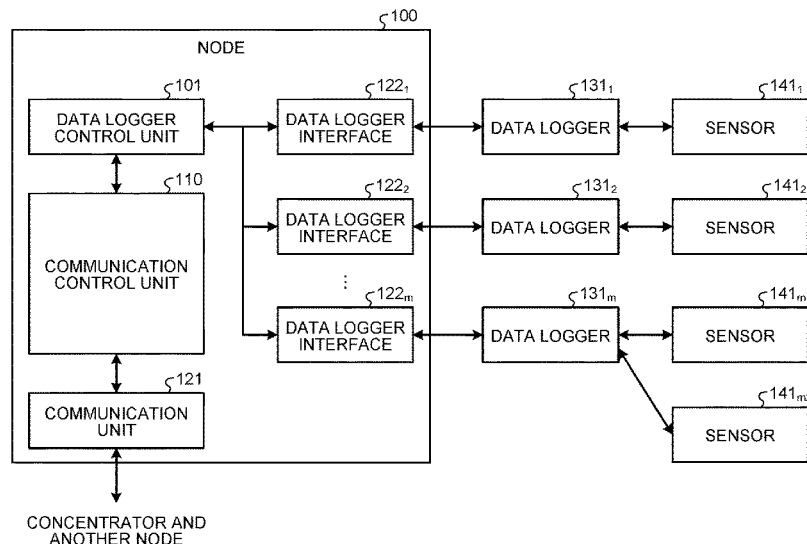 100
NODE
101
DATA LOGGER
CONTROL UNIT
122₁
DATA LOGGER
INTERFACE
131₁
DATA LOGGER
141₁
SENSOR
110
COMMUNICATION
CONTROL UNIT
122₂
DATA LOGGER
INTERFACE
131₂
DATA LOGGER
141₂
SENSOR
⋮
122ₘ
DATA LOGGER
INTERFACE
131ₘ
DATA LOGGER
141ₘ
SENSOR
121
COMMUNICATION
UNIT
141ₘ
SENSOR
CONCENTRATOR AND
ANOTHER NODE